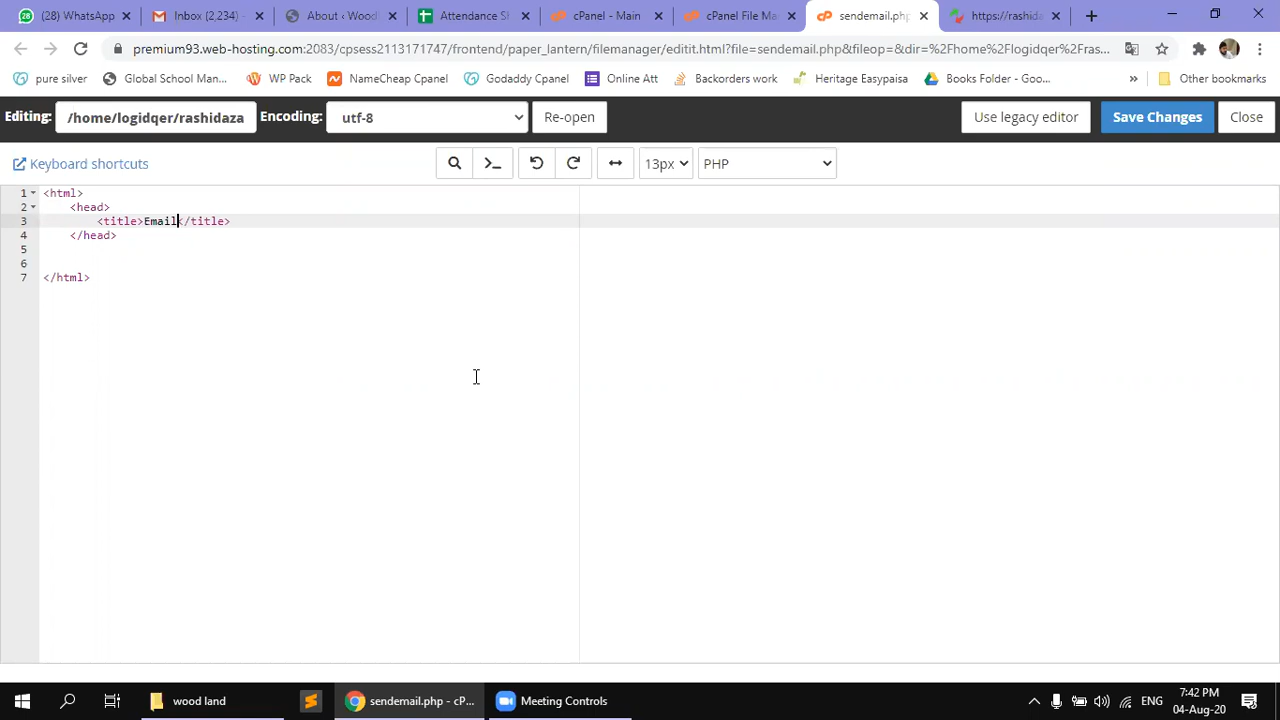 (28) WhatsApp
Inbox (2,234) -
About ‹ Wood
Attendance S
cPanel - Main
cPanel File Ma
sendemail.php
https://rashida
premium93.web-hosting.com:2083/cpsess2113171747/frontend/paper_lantern/filemanager/editit.html?file=sendemail.php&fileop=&dir=%2Fhome%2Flogidqer%2Fras...
pure silver
Global School Man...
WP Pack
NameCheap Cpanel
Godaddy Cpanel
Online Att
Backorders work
Heritage Easypaisa
Books Folder - Goo...
»
Other bookmarks
Editing:
/home/logidqer/rashidaza
Encoding:
utf-8
Re-open
Use legacy editor
Save Changes
Close
Keyboard shortcuts
13px
PHP
1 <html>
2 <head>
3 <title>Email</title>
4 </head>
5
6
7 </html>
wood land
sendemail.php - cP...
Meeting Controls
ENG
7:42 PM
04-Aug-20